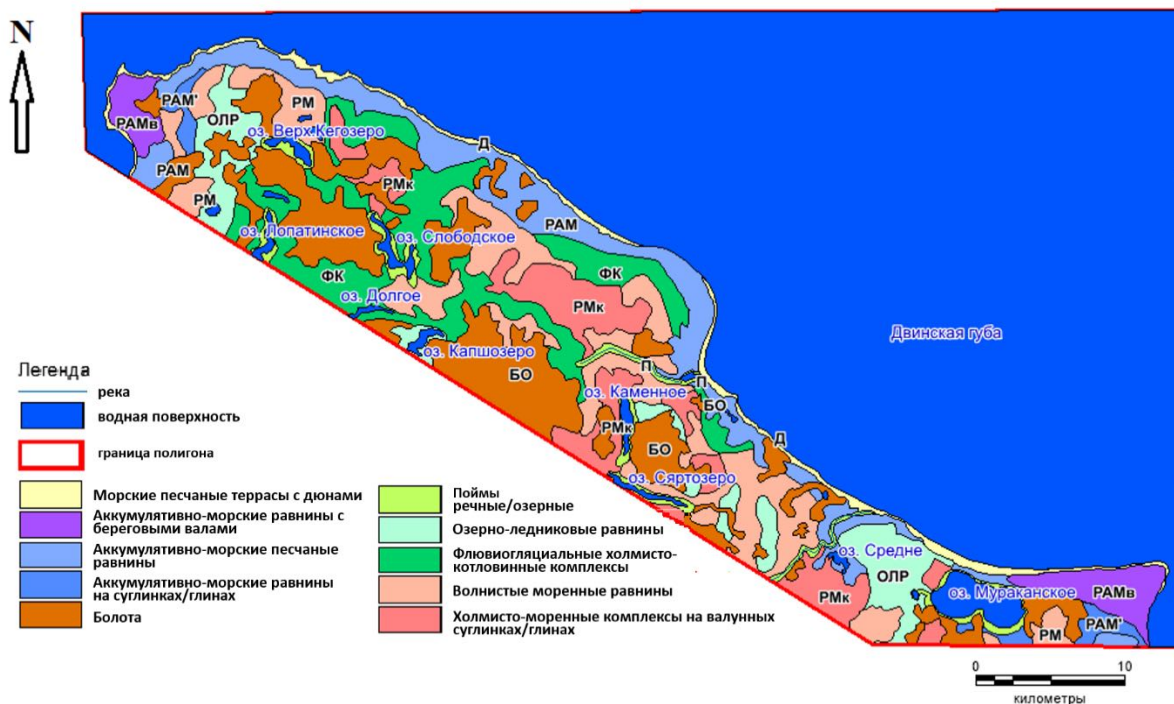 N
РАМ'
РАМв
ОЛР
РМ
оз. Верх.Кегозеро
Д
РАМ
РМк
РМ
РАМ
оз. Лопатинское
оз. Слободское
ФК
ФК
оз. Долгое
РМк
Двинская губа
оз. Капшозеро
П
БО
оз. Каменное
П
БО
РМк
Д
БО
оз. Сяртозеро
оз. Средне
ОЛР
оз. Мураканское
РМк
РАМв
РМ
РАМ'
Легенда
река
водная поверхность
граница полигона
Морские песчаные террасы с дюнами
Аккумулятивно-морские равнины с
береговыми валами
Аккумулятивно-морские песчаные
равнины
Аккумулятивно-морские равнины
на суглинках/глинах
Болота
Поймы
речные/озерные
Озерно-ледниковые равнины
Флювиогляциальные холмисто-
котловинные комплексы
Волнистые моренные равнины
Холмисто-моренные комплексы на валунных
суглинках/глинах
0 10
километры